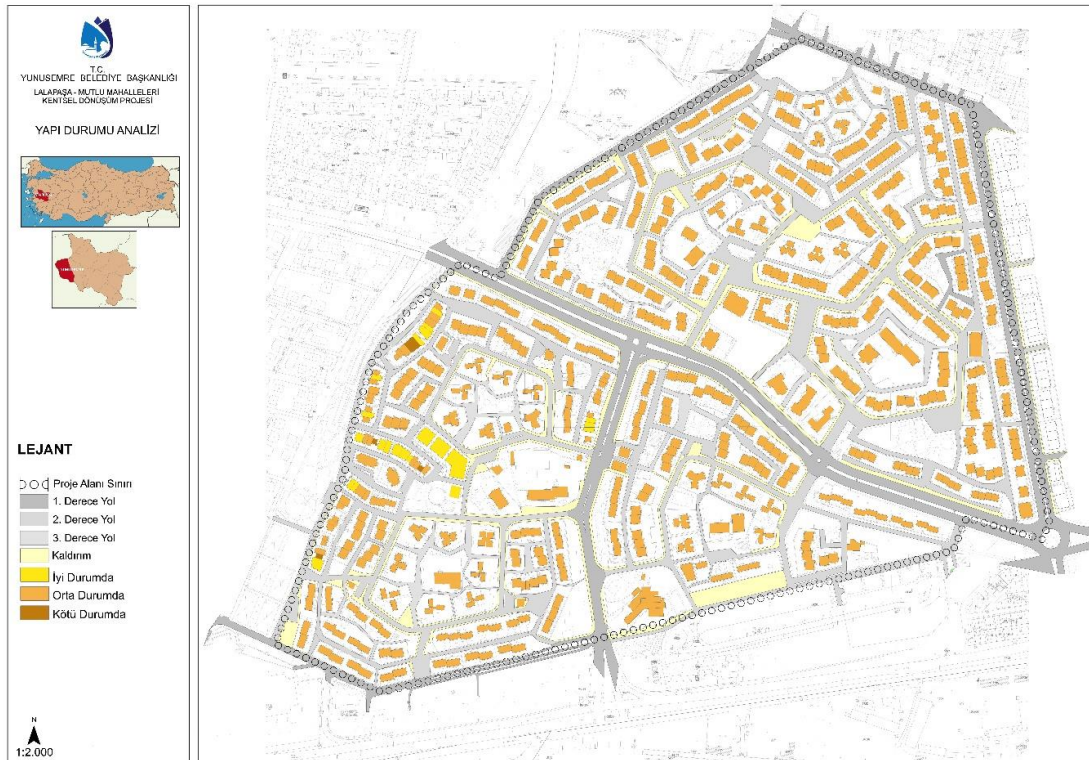 T.C.
YUNUSEMRE BELEDİYE BAŞKANLIĞI
LALAPAŞA - MUTLU MAHALLELERİ
KENTSEL DÖNÜŞÜM PROJESİ
YAPI DURUMU ANALİZİ
LEJANT
Proje Alanı Sınırı
1. Derece Yol
2. Derece Yol
3. Derece Yol
Kaldırım
İyi Durumda
Orta Durumda
Kötü Durumda
N
1:2.000